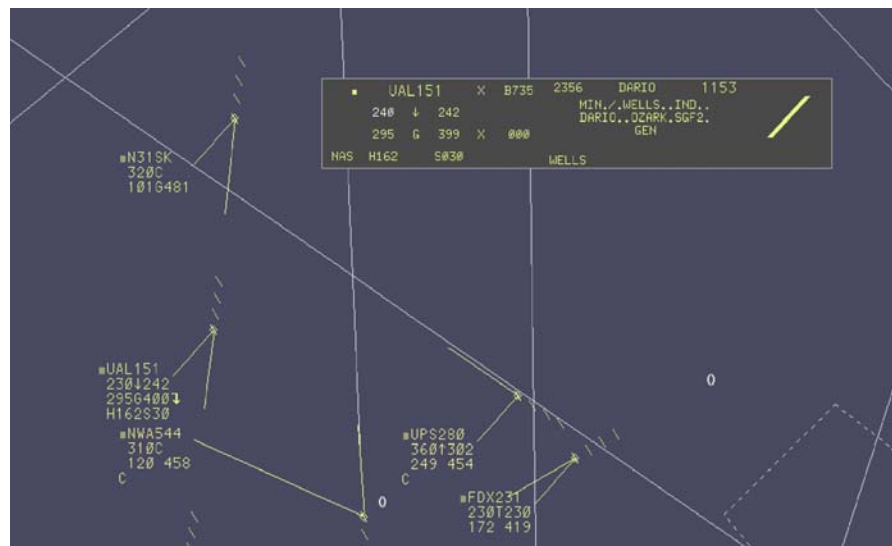 UAL151 X B735 2356 DARIO 1153
240 ↓ 242 MIN./.WELLS..IND..
DARIO..OZARK.SGF2.
295 G 399 X 000 GEN
NAS H162 S030 WELLS
N31SK
320C
101G481
UAL151
230↓242
295G400↴
H162S30
NWA544
310C
120 458
C
UPS280
360↑302
249 454
C
FDX231
230T230
172 419
0
0